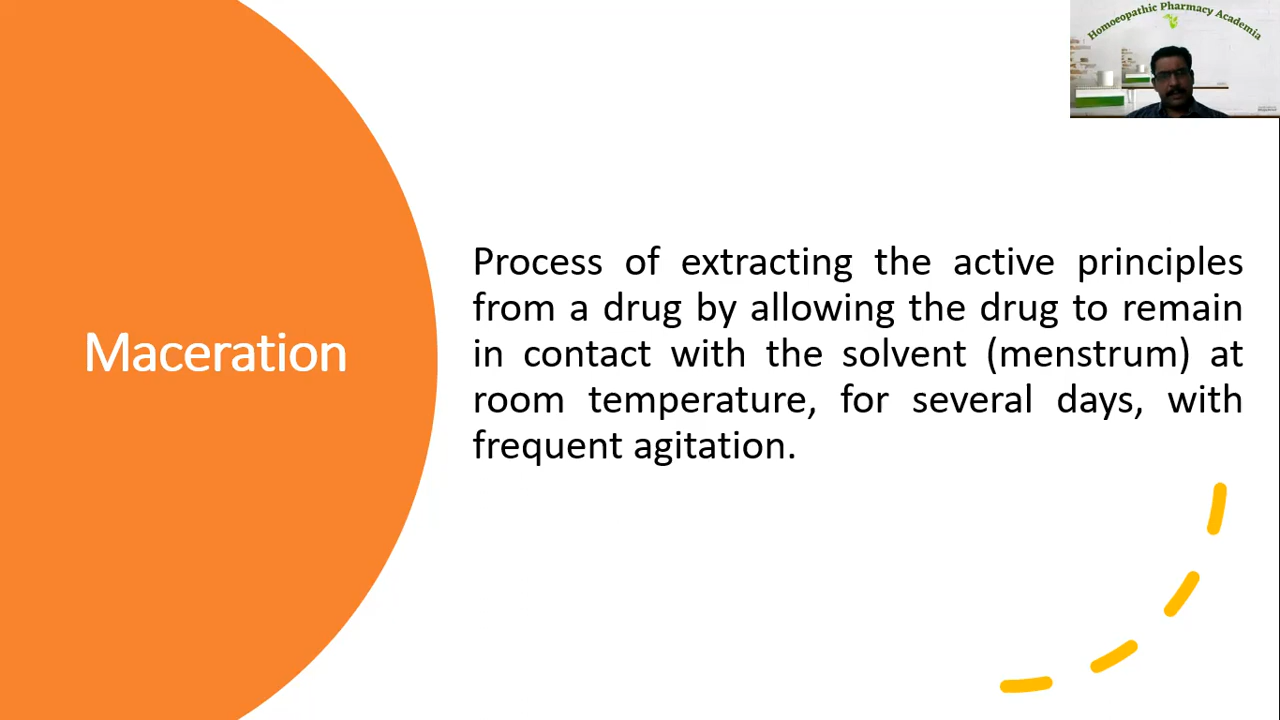 Homoeopathic Pharmacy Academia
Maceration
Process of extracting the active principles
from a drug by allowing the drug to remain
in contact with the solvent (menstrum) at
room temperature, for several days, with
frequent agitation.